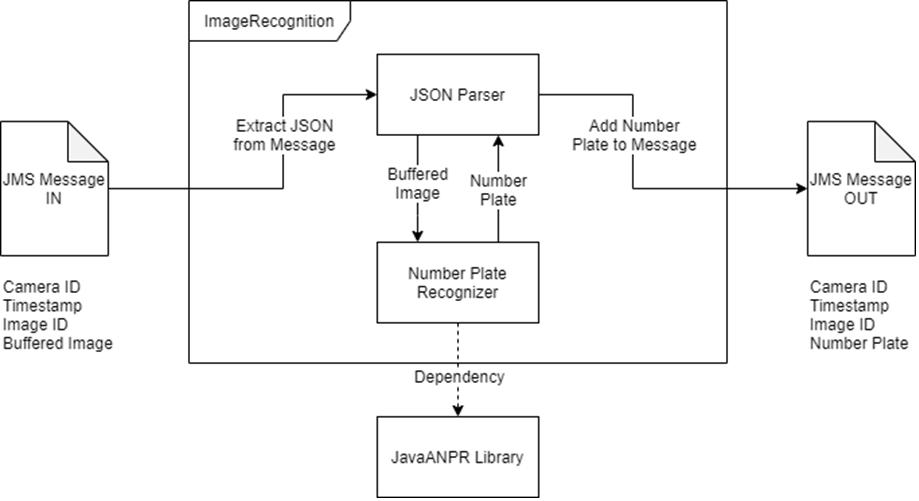 ImageRecognition
JSON Parser
Extract JSON
from Message
Add Number
Plate to Message
JMS Message
IN
Buffered
Image
Number
Plate
JMS Message
OUT
Number Plate
Recognizer
Camera ID
Timestamp
Image ID
Buffered Image
Camera ID
Timestamp
Image ID
Number Plate
Dependency
JavaANPR Library